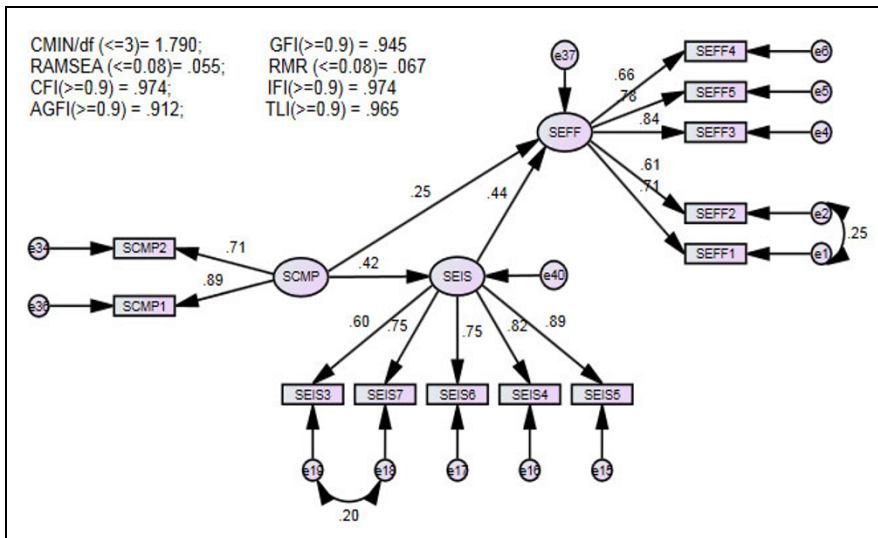 CMIN/df (<=3)= 1.790; GFI(>=0.9) = .945
RAMSEA (<=0.08)= .055; RMR (<=0.08)= .067
CFI(>=0.9) = .974; IFI(>=0.9) = .974
AGFI(>=0.9) = .912; TLI(>=0.9) = .965
e37
SEFF
.66
SEFF4
e6
.78
SEFF5
e5
.84
SEFF3
e4
.61
SEFF2
e2
.71
SEFF1
e1
.25
.25
.44
e34
SCMP2
.71
SCMP
.42
SEIS
e40
e36
SCMP1
.89
.60
.75
.75
.82
.89
SEIS3
SEIS7
SEIS6
SEIS4
SEIS5
e19
e18
e17
e16
e15
.20